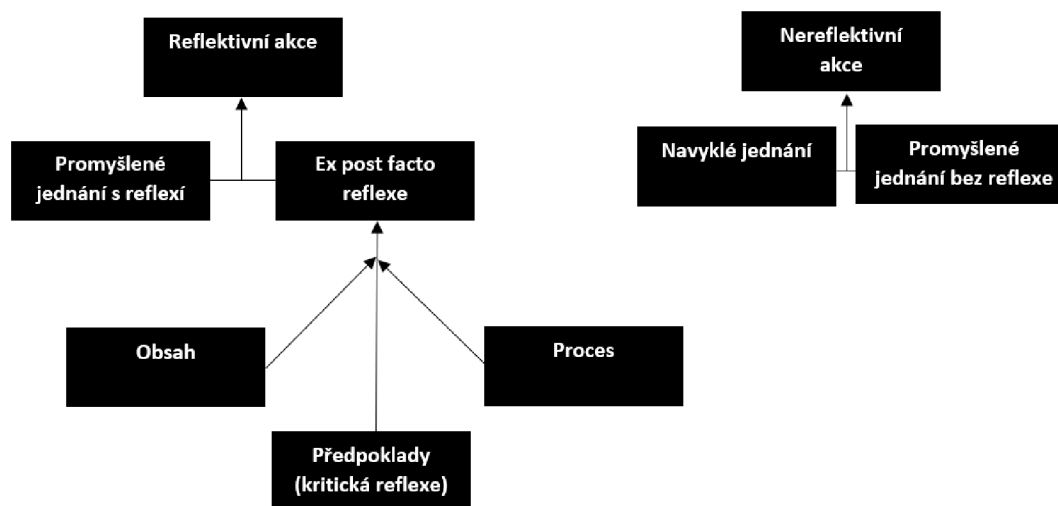 Reflektivní akce
Nereflektivní
akce
Promyšlené
jednání s reflexí
Ex post facto
reflexe
Navyklé jednání
Promyšlené
jednání bez reflexe
Obsah
Proces
Předpoklady
(kritická reflexe)